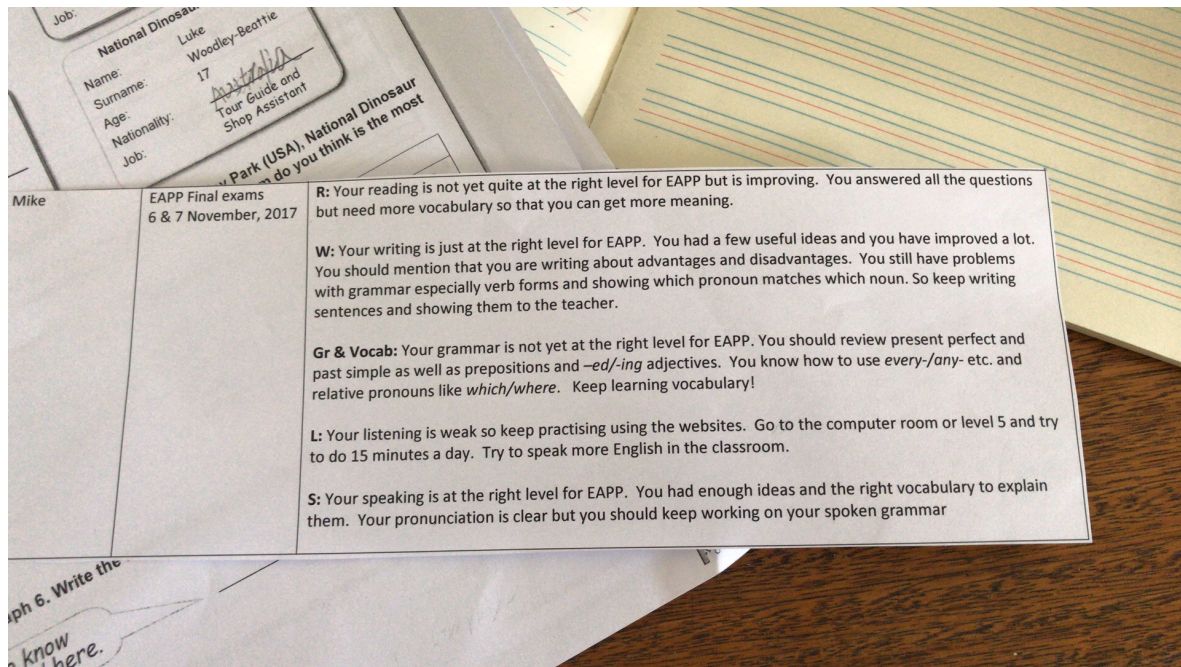 Job:
National Dinosau
Name:
Luke
Surname:
Woodley-Beattie
Age:
17
Nationality:
Australia
Job:
Tour Guide and
Shop Assistant
Park (USA), National Dinosaur
do you think is the most
Mike
EAPP Final exams
6 & 7 November, 2017
R: Your reading is not yet quite at the right level for EAPP but is improving. You answered all the questions
but need more vocabulary so that you can get more meaning.
W: Your writing is just at the right level for EAPP. You had a few useful ideas and you have improved a lot.
You should mention that you are writing about advantages and disadvantages. You still have problems
with grammar especially verb forms and showing which pronoun matches which noun. So keep writing
sentences and showing them to the teacher.
Gr & Vocab: Your grammar is not yet at the right level for EAPP. You should review present perfect and
past simple as well as prepositions and –ed/-ing adjectives. You know how to use every-/any- etc. and
relative pronouns like which/where. Keep learning vocabulary!
L: Your listening is weak so keep practising using the websites. Go to the computer room or level 5 and try
to do 15 minutes a day. Try to speak more English in the classroom.
S: Your speaking is at the right level for EAPP. You had enough ideas and the right vocabulary to explain
them. Your pronunciation is clear but you should keep working on your spoken grammar
aph 6. Write the
know
here.